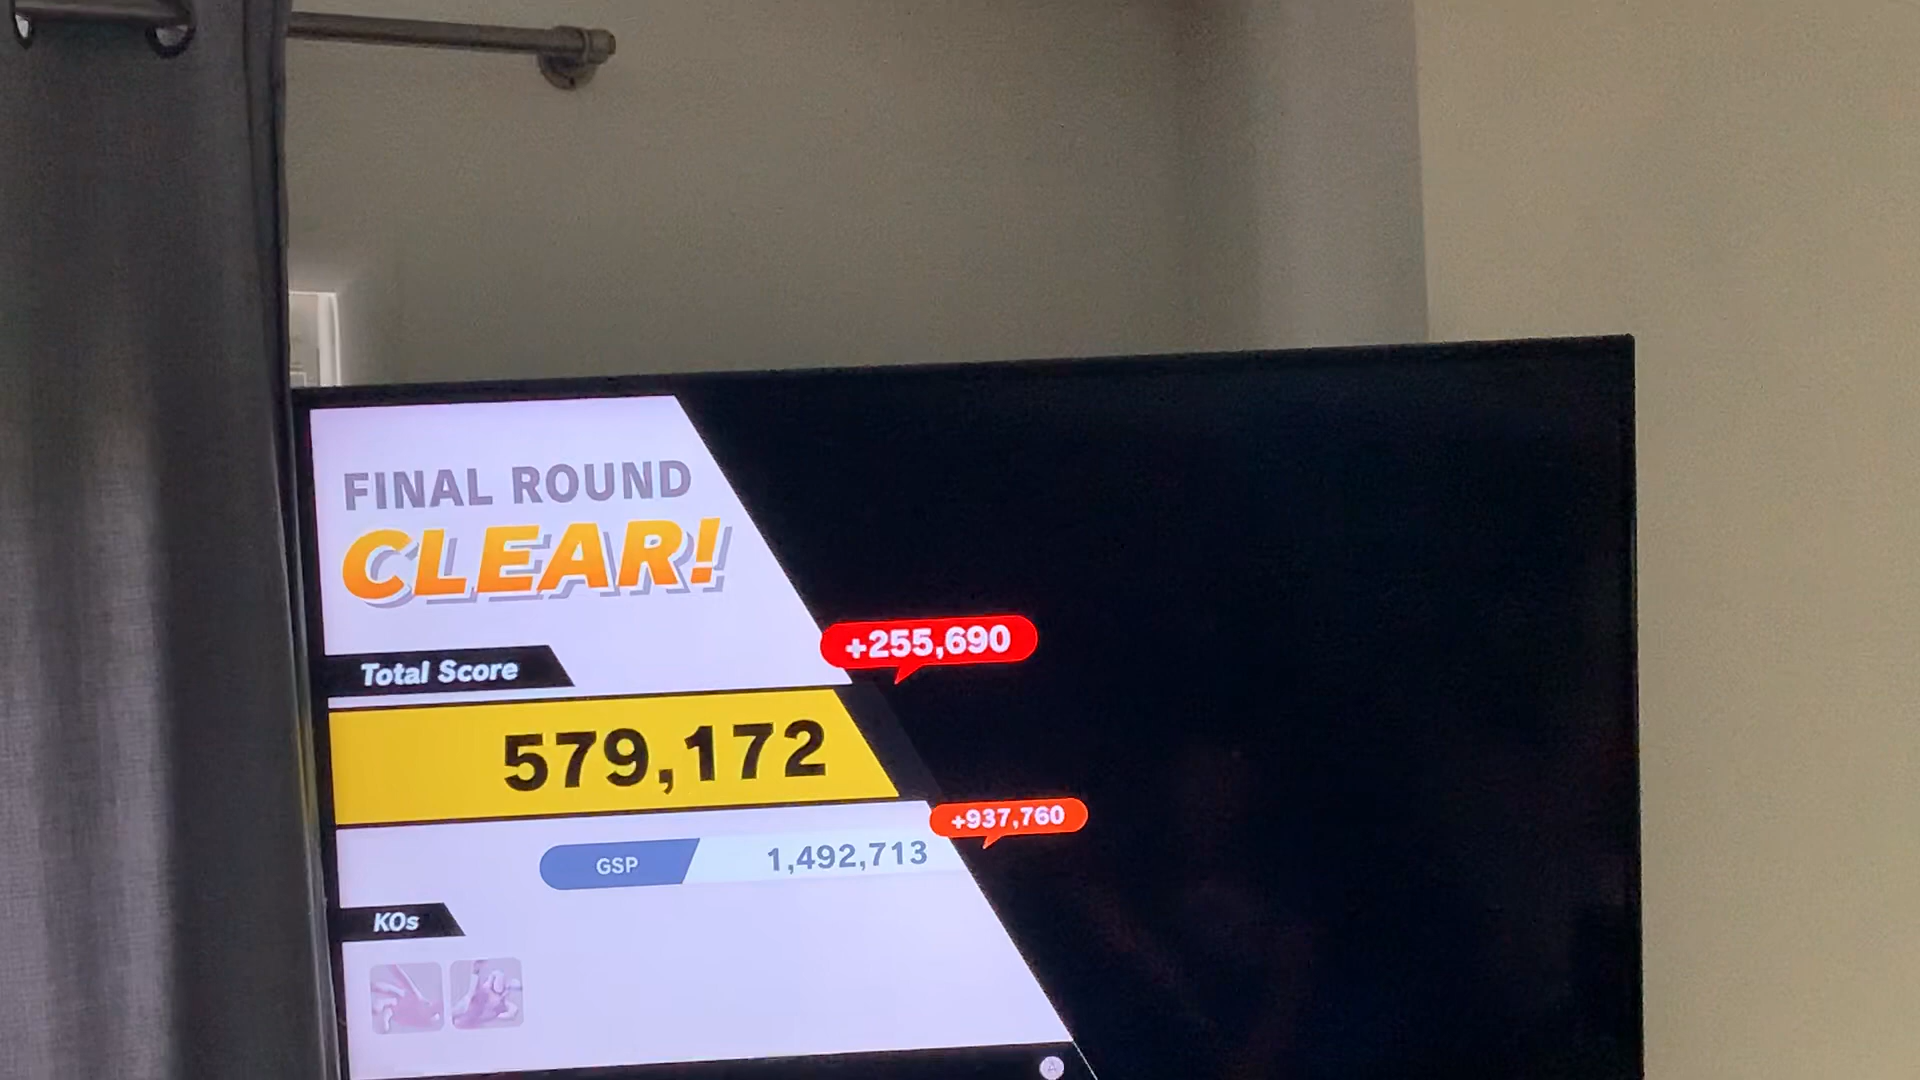 FINAL ROUND
CLEAR!
+255,690
Total Score
579,172
+937,760
GSP 1,492,713
KOs
A